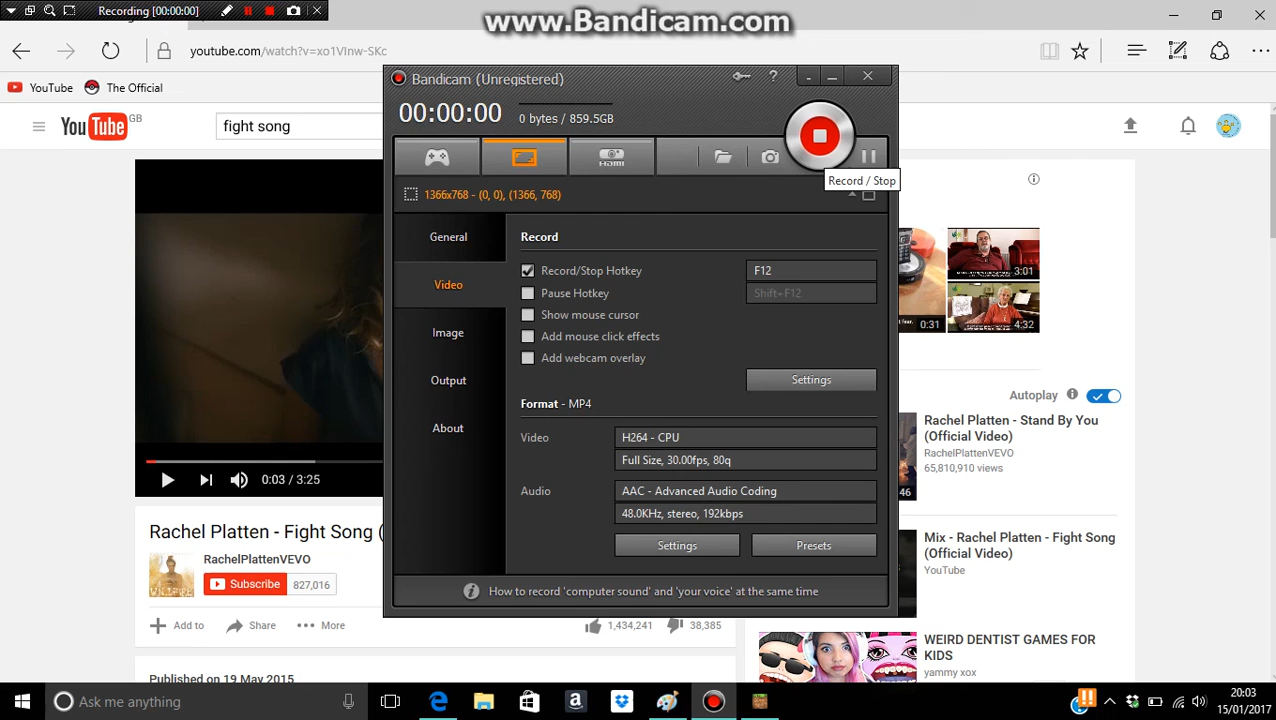 Recording [00:00:00]
www.Bandicam.com
youtube.com/watch?v=xo1VInw-SKc
YouTube
The Official
YouTube GB
fight song
Bandicam (Unregistered)
00:00:00
0 bytes / 859.5GB
HDMI
Record / Stop
1366x768 - (0, 0), (1366, 768)
General
Video
Image
Output
About
Record
Record/Stop Hotkey
F12
Pause Hotkey
Shift+F12
Show mouse cursor
Add mouse click effects
Add webcam overlay
Settings
Format - MP4
Video
H264 - CPU
Full Size, 30.00fps, 80q
Audio
AAC - Advanced Audio Coding
48.0KHz, stereo, 192kbps
Settings
Presets
How to record 'computer sound' and 'your voice' at the same time
0:03 / 3:25
Rachel Platten - Fight Song (
RachelPlattenVEVO
Subscribe
827,016
Add to
Share
More
1,434,241
38,385
Published on 19 May 2015
0:31
3:01
4:32
Autoplay
Rachel Platten - Stand By You
(Official Video)
RachelPlattenVEVO
65,810,910 views
46
Mix - Rachel Platten - Fight Song
(Official Video)
YouTube
WEIRD DENTIST GAMES FOR
KIDS
yammy xox
Ask me anything
20:03
15/01/2017